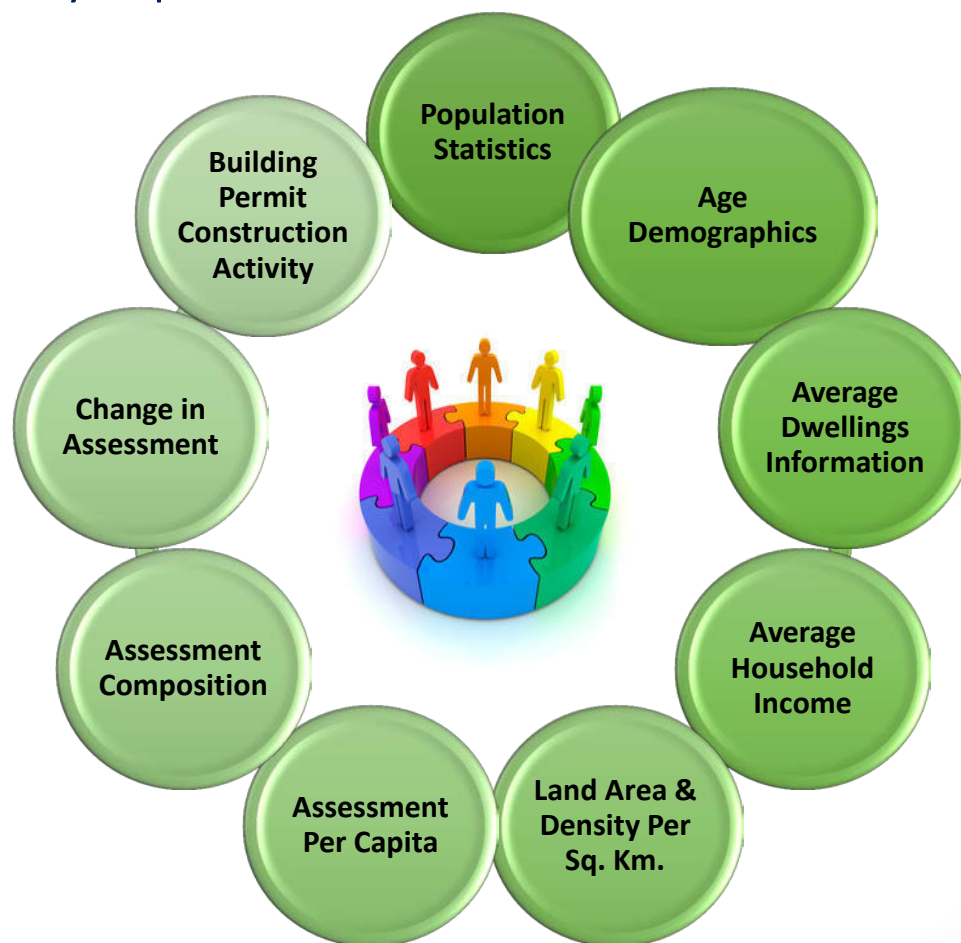 Population
Statistics
Age
Demographics
Average
Dwellings
Information
Average
Household
Income
Land Area &
Density Per
Sq. Km.
Assessment
Per Capita
Assessment
Composition
Change in
Assessment
Building
Permit
Construction
Activity